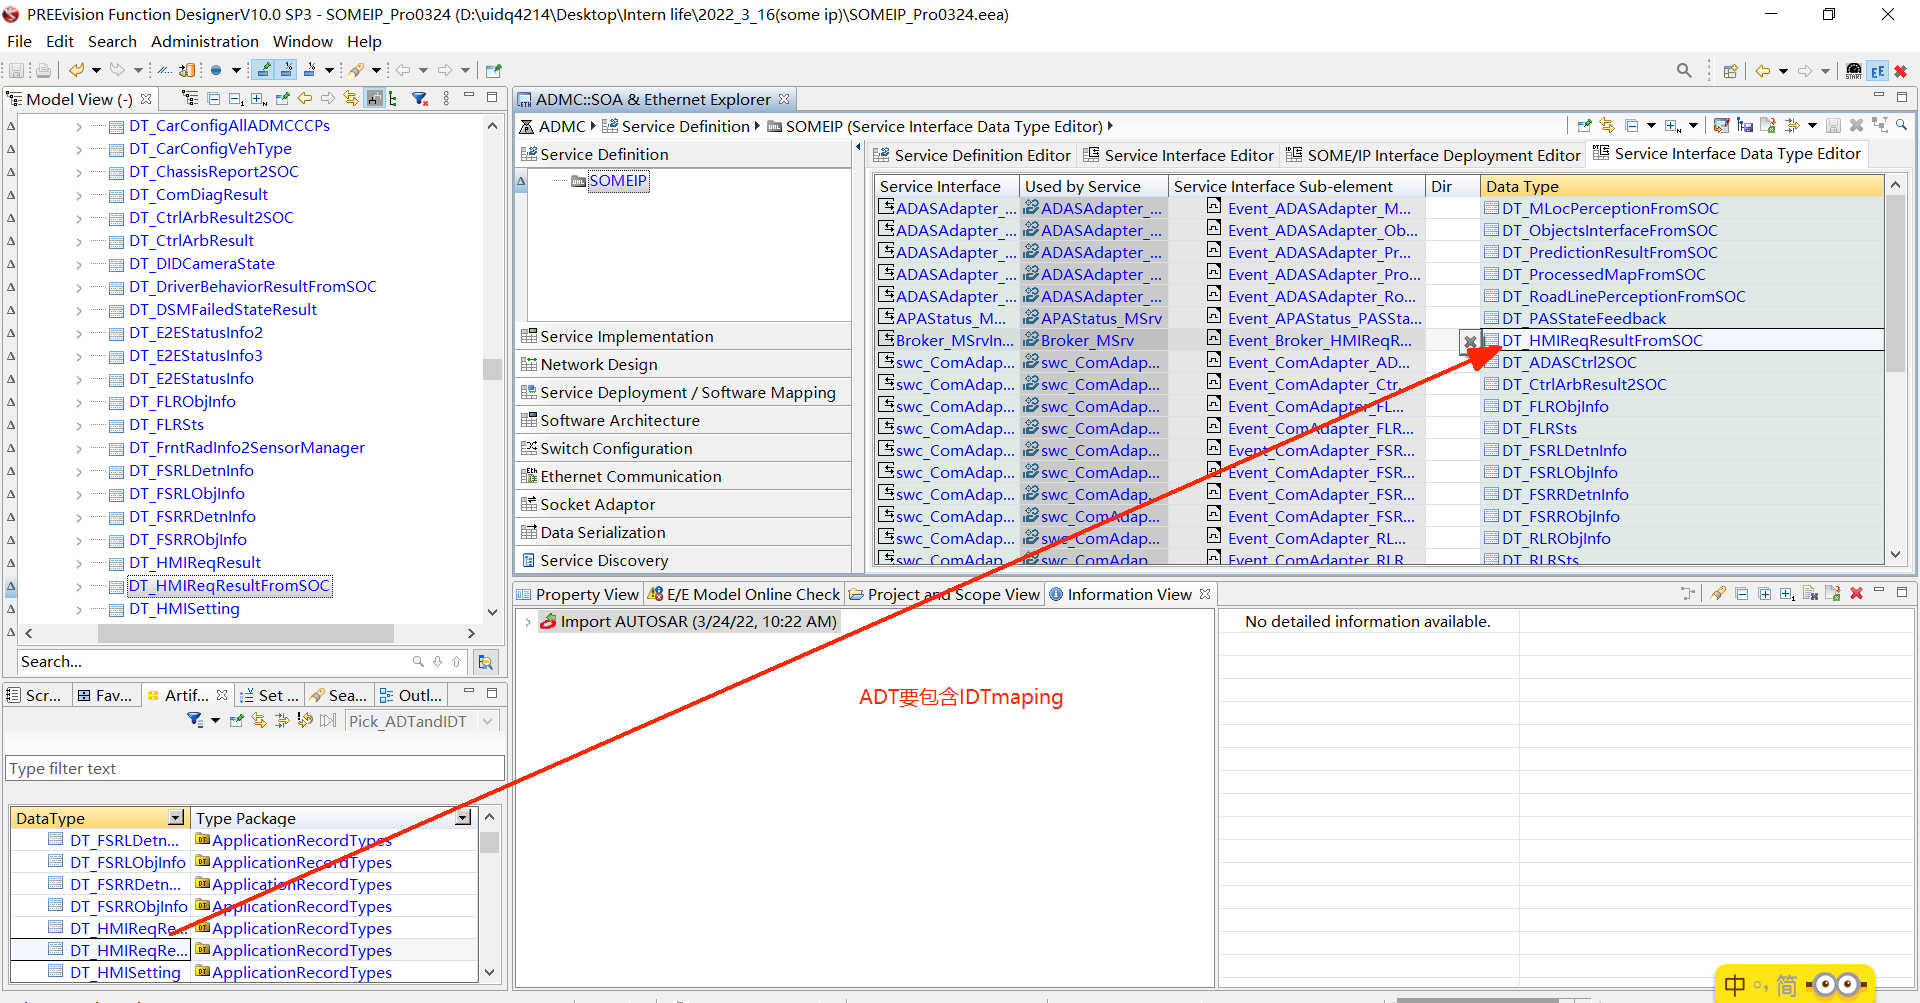 PREEvision Function DesignerV10.0 SP3 - SOMEIP_Pro0324 (D:\uidq4214\Desktop\Intern life\2022_3_16(some ip)\SOMEIP_Pro0324.eea)
File Edit Search Administration Window Help
START EE
Model View (-)
DT_CarConfigAllADMCCCPs
DT_CarConfigVehType
DT_ChassisReport2SOC
DT_ComDiagResult
DT_CtrlArbResult2SOC
DT_CtrlArbResult
DT_DIDCameraState
DT_DriverBehaviorResultFromSOC
DT_DSMFailedStateResult
DT_E2EStatusInfo2
DT_E2EStatusInfo3
DT_E2EStatusInfo
DT_FLRObjInfo
DT_FLRSts
DT_FrntRadInfo2SensorManager
DT_FSRLDetnInfo
DT_FSRLObjInfo
DT_FSRRDetnInfo
DT_FSRRObjInfo
DT_HMIReqResult
DT_HMIReqResultFromSOC
DT_HMISetting
Search...
Scr... Fav... Artif... Set ... Sea... Outl...
Pick_ADTandIDT
Type filter text
DataType Type Package
DT_FSRLDetn... ApplicationRecordTypes
DT_FSRLObjInfo ApplicationRecordTypes
DT_FSRRDetn... ApplicationRecordTypes
DT_FSRRObjInfo ApplicationRecordTypes
DT_HMIReqRe... ApplicationRecordTypes
DT_HMIReqRe... ApplicationRecordTypes
DT_HMISetting ApplicationRecordTypes
ADMC::SOA & Ethernet Explorer
ADMC Service Definition SOMEIP (Service Interface Data Type Editor)
Service Definition
SOMEIP
Service Implementation
Network Design
Service Deployment / Software Mapping
Software Architecture
Switch Configuration
Ethernet Communication
Socket Adaptor
Data Serialization
Service Discovery
Service Definition Editor Service Interface Editor SOME/IP Interface Deployment Editor Service Interface Data Type Editor
Service Interface Used by Service Service Interface Sub-element Dir Data Type
ADASAdapter_... ADASAdapter_... Event_ADASAdapter_M... DT_MLocPerceptionFromSOC
ADASAdapter_... ADASAdapter_... Event_ADASAdapter_Ob... DT_ObjectsInterfaceFromSOC
ADASAdapter_... ADASAdapter_... Event_ADASAdapter_Pr... DT_PredictionResultFromSOC
ADASAdapter_... ADASAdapter_... Event_ADASAdapter_Pro... DT_ProcessedMapFromSOC
ADASAdapter_... ADASAdapter_... Event_ADASAdapter_Ro... DT_RoadLinePerceptionFromSOC
APAStatus_M... APAStatus_MSrv Event_APAStatus_PASSta... DT_PASStateFeedback
Broker_MSrvIn... Broker_MSrv Event_Broker_HMIReqR... DT_HMIReqResultFromSOC
swc_ComAdap... swc_ComAdap... Event_ComAdapter_AD... DT_ADASCtrl2SOC
swc_ComAdap... swc_ComAdap... Event_ComAdapter_Ctr... DT_CtrlArbResult2SOC
swc_ComAdap... swc_ComAdap... Event_ComAdapter_FL... DT_FLRObjInfo
swc_ComAdap... swc_ComAdap... Event_ComAdapter_FLR... DT_FLRSts
swc_ComAdap... swc_ComAdap... Event_ComAdapter_FSR... DT_FSRLDetnInfo
swc_ComAdap... swc_ComAdap... Event_ComAdapter_FSR... DT_FSRLObjInfo
swc_ComAdap... swc_ComAdap... Event_ComAdapter_FSR... DT_FSRRDetnInfo
swc_ComAdap... swc_ComAdap... Event_ComAdapter_FSR... DT_FSRRObjInfo
swc_ComAdap... swc_ComAdap... Event_ComAdapter_RL... DT_RLRObjInfo
swc_ComAdap... swc_ComAdap... Event_ComAdapter_RLR... DT_RLRSts
Property View E/E Model Online Check Project and Scope View Information View
Import AUTOSAR (3/24/22, 10:22 AM)
No detailed information available.
ADT要包含IDTmaping
中 °, 简